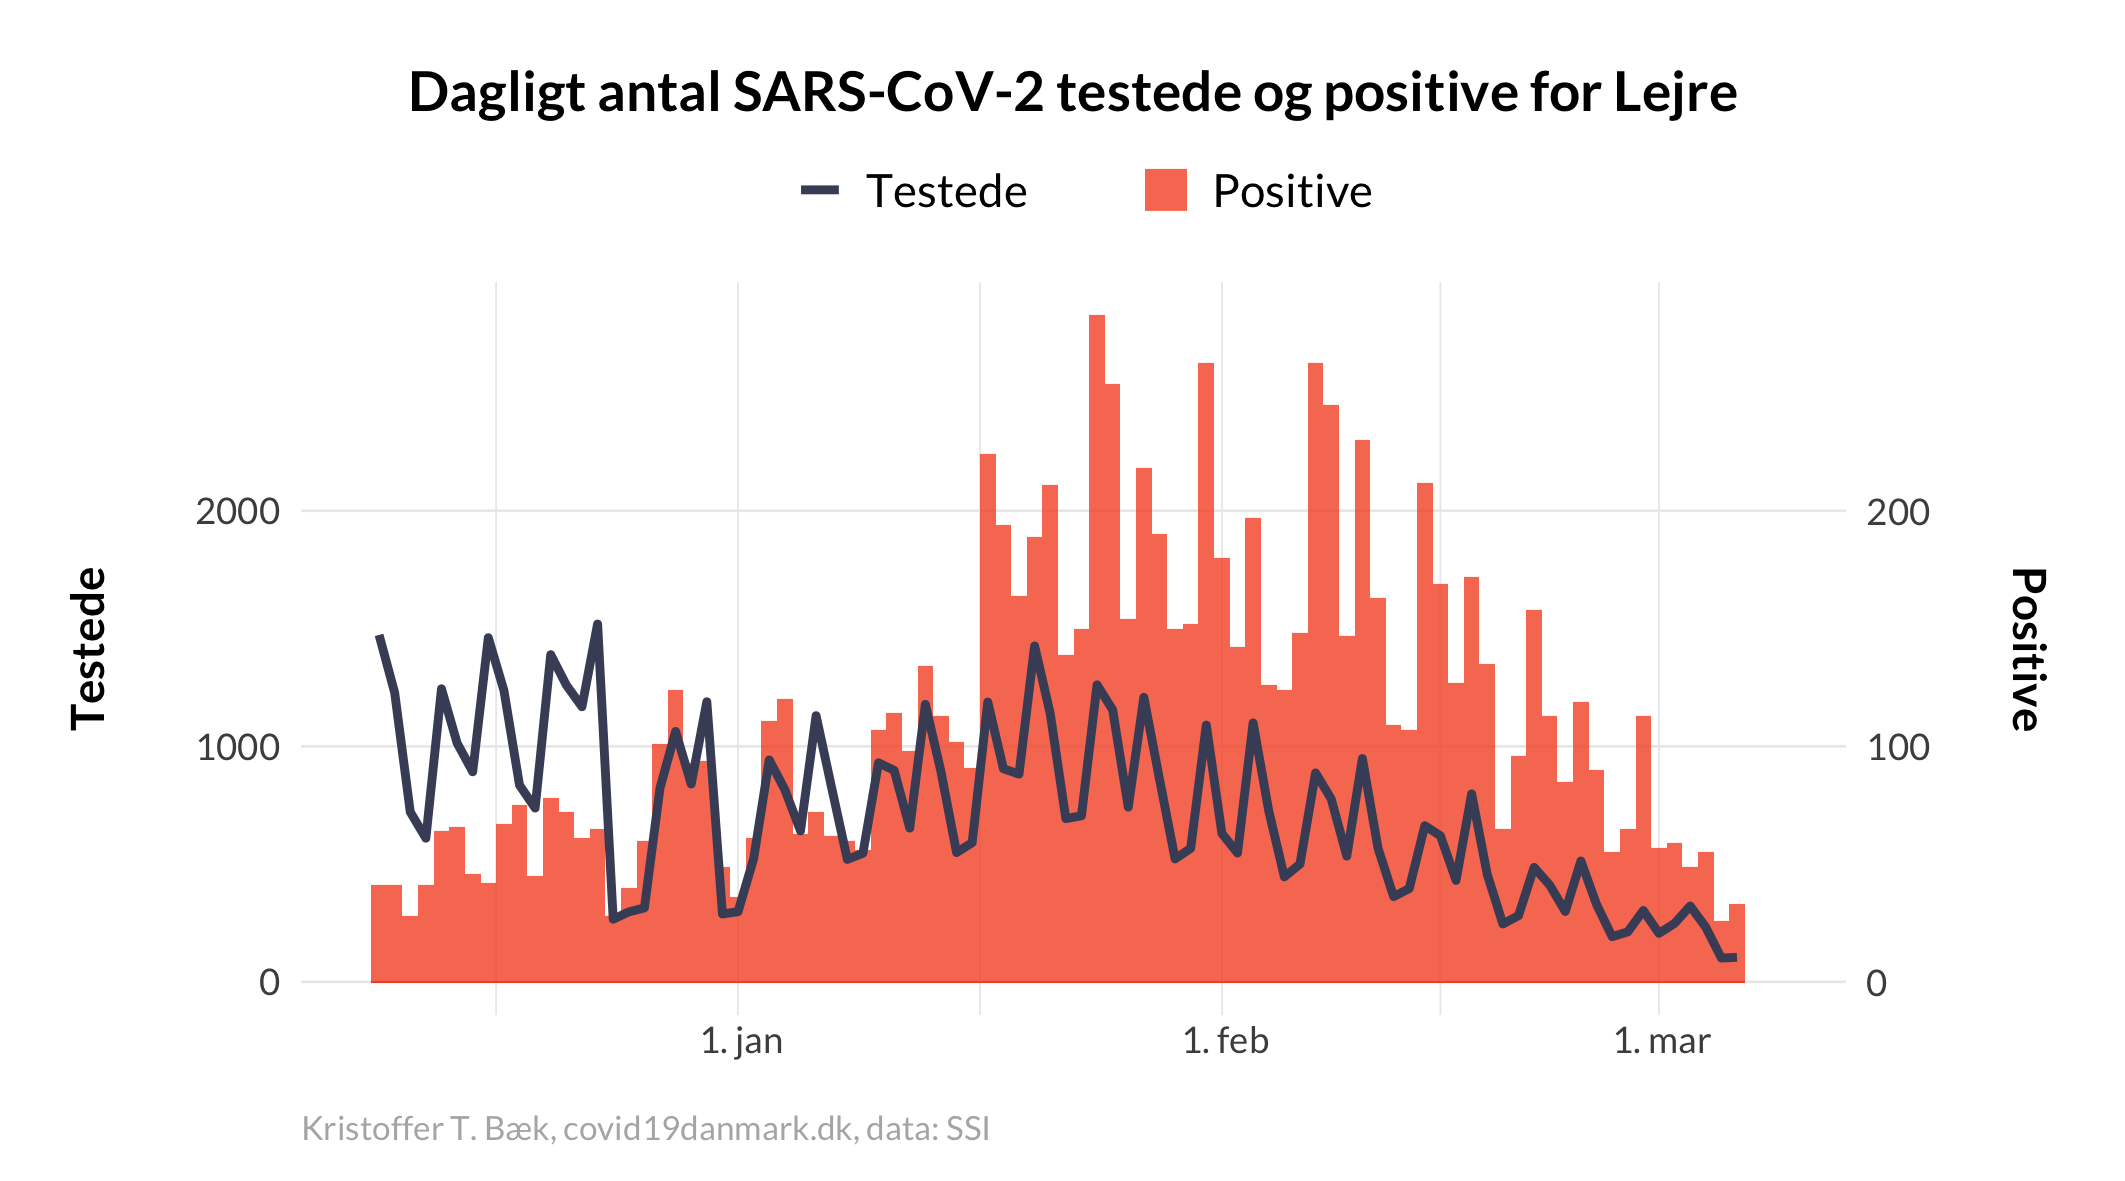 Dagligt antal SARS-CoV-2 testede og positive for Lejre
Testede
Positive
2000
1000
0
Testede
200
100
0
Positive
1. jan
1. feb
1. mar
Kristoffer T. Bæk, covid19danmark.dk, data: SSI